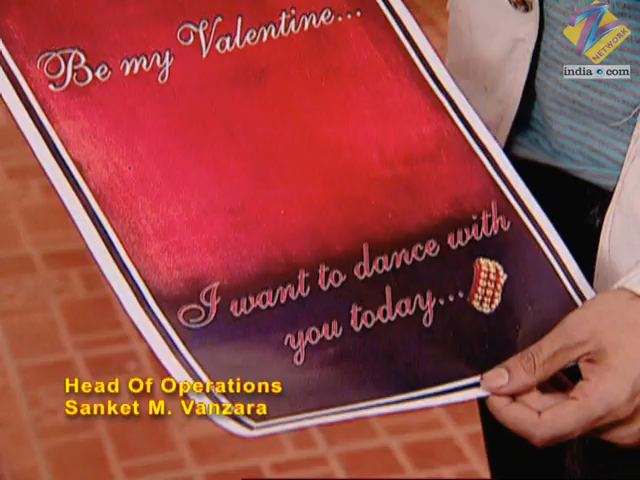 Be my Valentine...
I want to dance with
you today...
Head Of Operations
Sanket M. Vanzara
Z
NETWORK
india.com